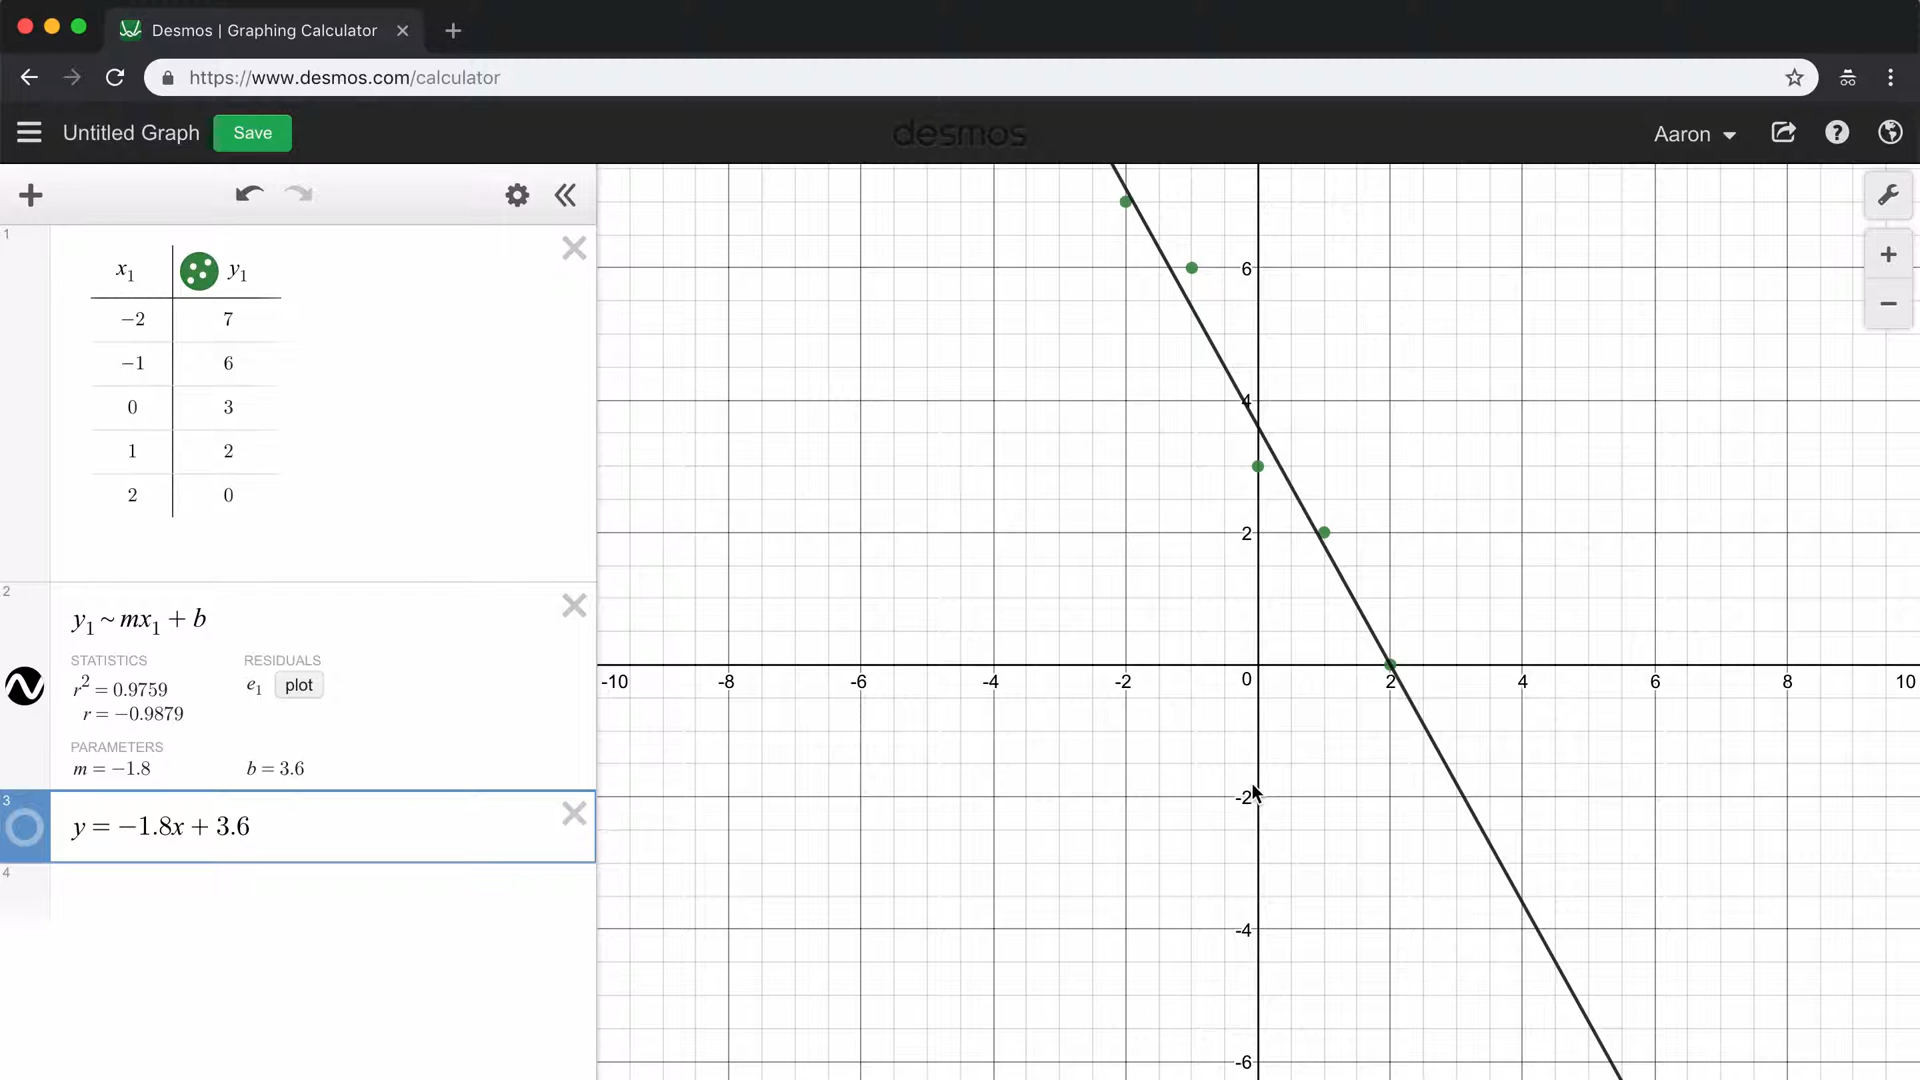 Desmos | Graphing Calculator
https://www.desmos.com/calculator
Untitled Graph Save desmos Aaron
1
x₁ y₁
−2 7
−1 6
0 3
1 2
2 0
2
y₁ ~ mx₁ + b
STATISTICS RESIDUALS
r² = 0.9759 e₁ plot
r = −0.9879
PARAMETERS
m = −1.8 b = 3.6
3
y = −1.8x + 3.6
4
6
4
2
-10 -8 -6 -4 -2 0 2 4 6 8 10
-2
-4
-6